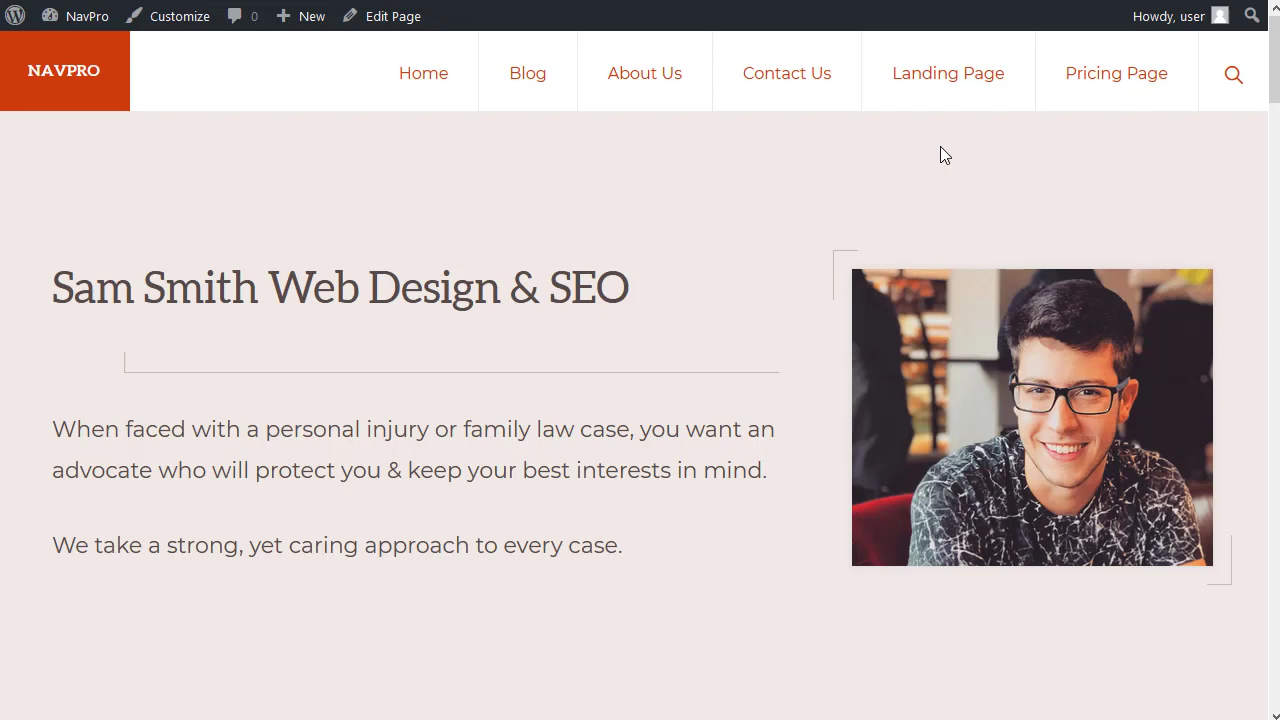 NavPro Customize 0 New Edit Page Howdy, user
NAVPRO Home Blog About Us Contact Us Landing Page Pricing Page
Sam Smith Web Design & SEO
When faced with a personal injury or family law case, you want an
advocate who will protect you & keep your best interests in mind.
We take a strong, yet caring approach to every case.